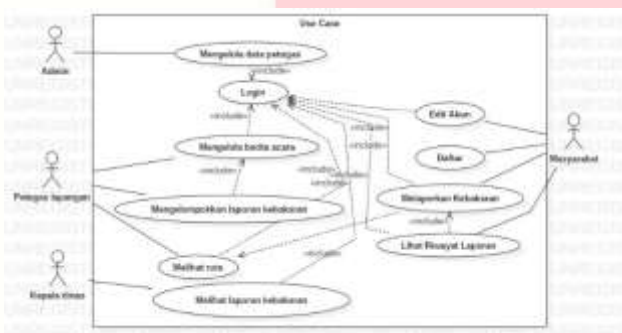 Use Case
Mengelola data petugas
Admin
«include»
Login
«include»
Edit Akun
«include»
Mengelola berita acara
«include»
Daftar
Masyarakat
«include»
«include»
«include»
Petugas lapangan
Mengelompokkan laporan kebakaran
Melaporkan Kebakaran
«include»
Lihat Riwayat Laporan
Melihat rute
«include»
Kepala dinas
Melihat laporan kebakaran